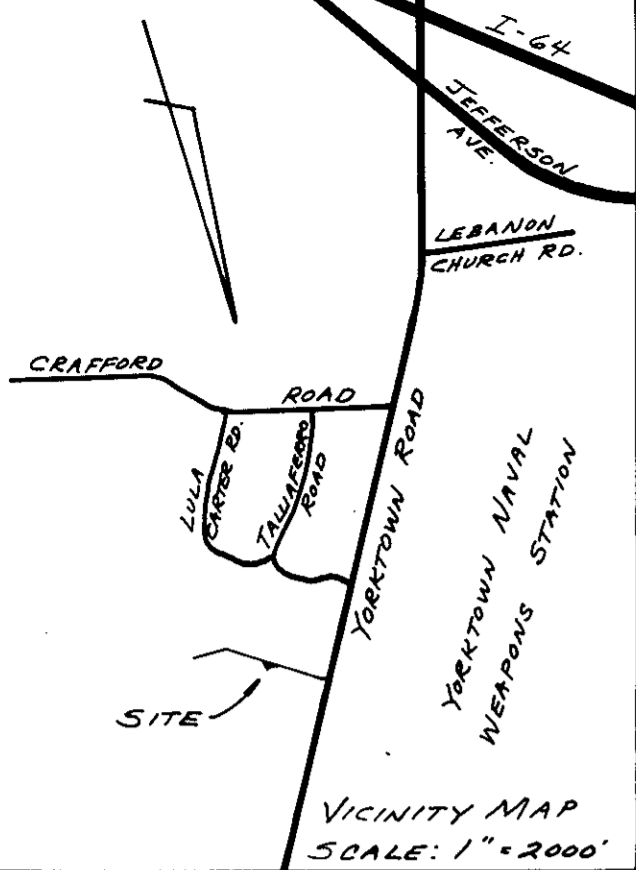 I-64
JEFFERSON
AVE.
LEBANON
CHURCH RD.
CRAFFORD
ROAD
LULA
CARTER RD.
TALIAFERRO
ROAD
YORKTOWN ROAD
YORKTOWN NAVAL
WEAPONS STATION
SITE
VICINITY MAP
SCALE: 1" = 2000'